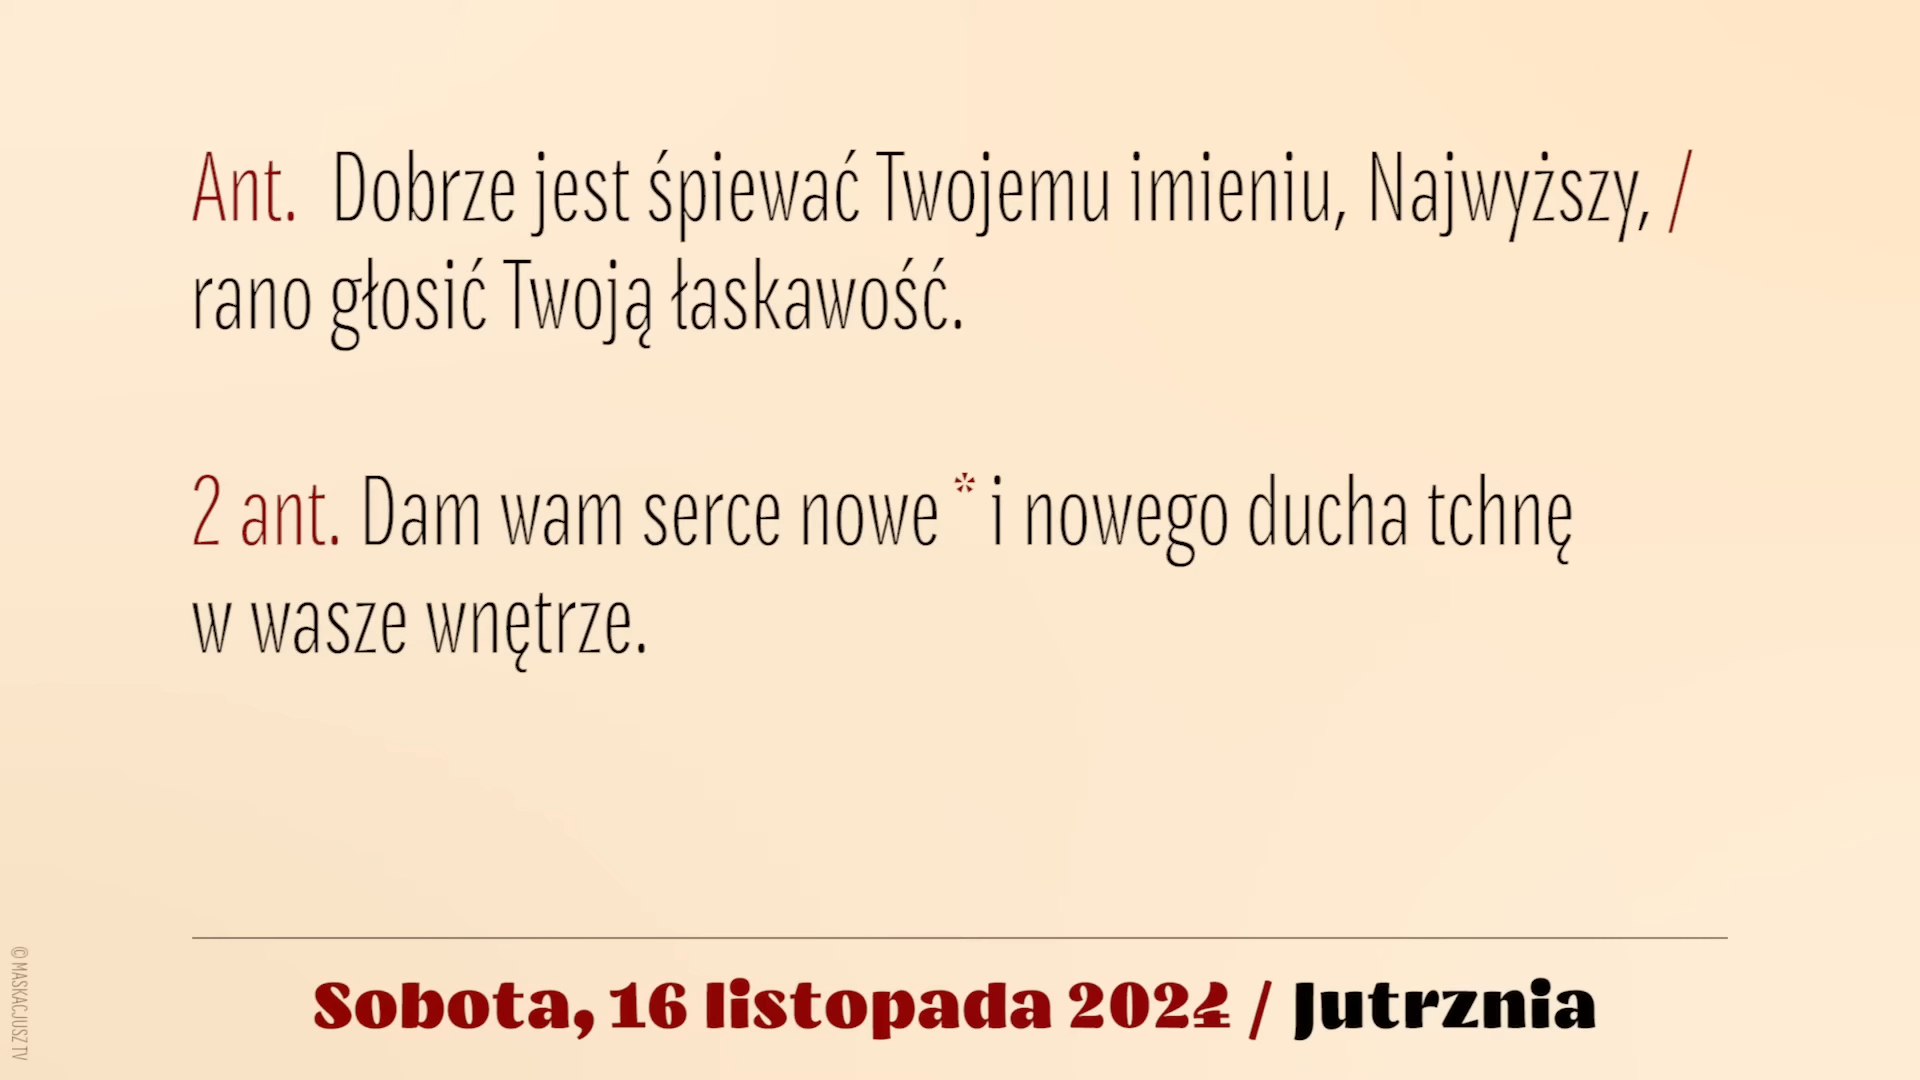 Ant. Dobrze jest śpiewać Twojemu imieniu, Najwyższy, /
rano głosić Twoją łaskawość.
2 ant. Dam wam serce nowe * i nowego ducha tchnę
w wasze wnętrze.
© MASKACJUSZ TV
Sobota, 16 listopada 2024 / Jutrznia